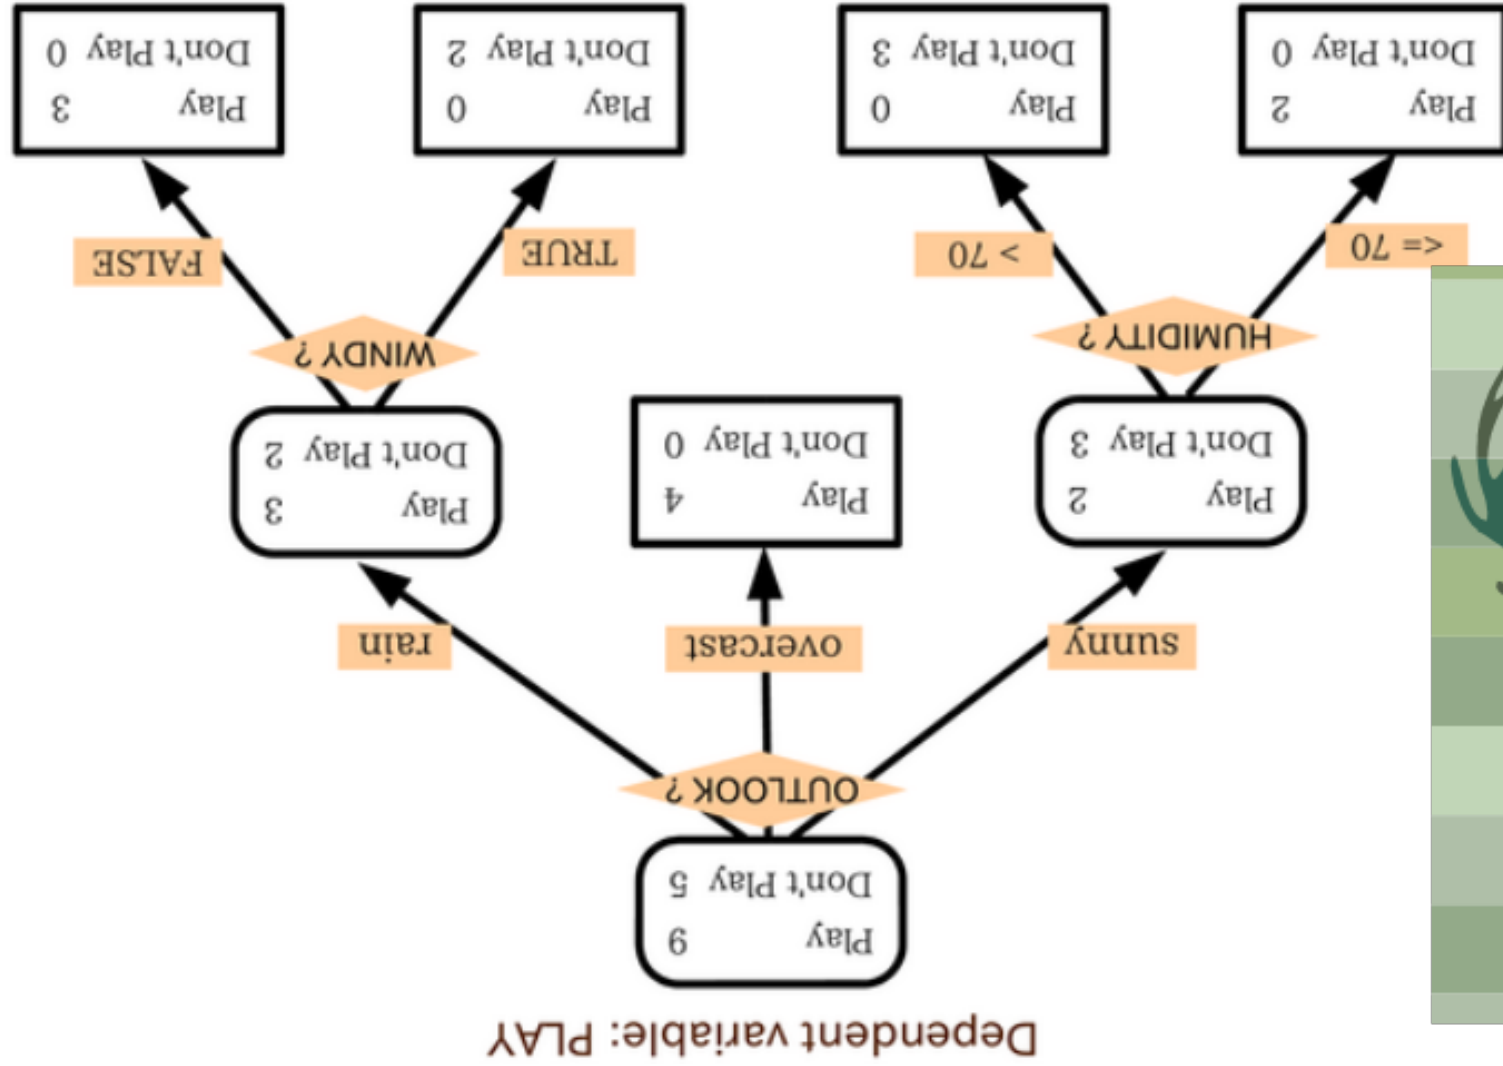 Dependent variable: PLAY
Play 9
Don't Play 5
OUTLOOK ?
sunny
overcast
rain
Play 2
Don't Play 3
Play 4
Don't Play 0
Play 3
Don't Play 2
HUMIDITY ?
WINDY ?
<= 70
> 70
TRUE
FALSE
Play 2
Don't Play 0
Play 0
Don't Play 3
Play 0
Don't Play 2
Play 3
Don't Play 0